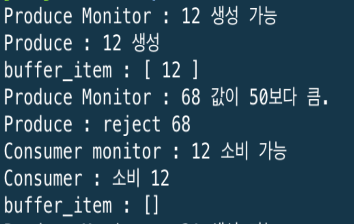 Produce Monitor : 12 생성 가능
Produce : 12 생성
buffer_item : [ 12 ]
Produce Monitor : 68 값이 50보다 큼.
Produce : reject 68
Consumer monitor : 12 소비 가능
Consumer : 소비 12
buffer_item : []